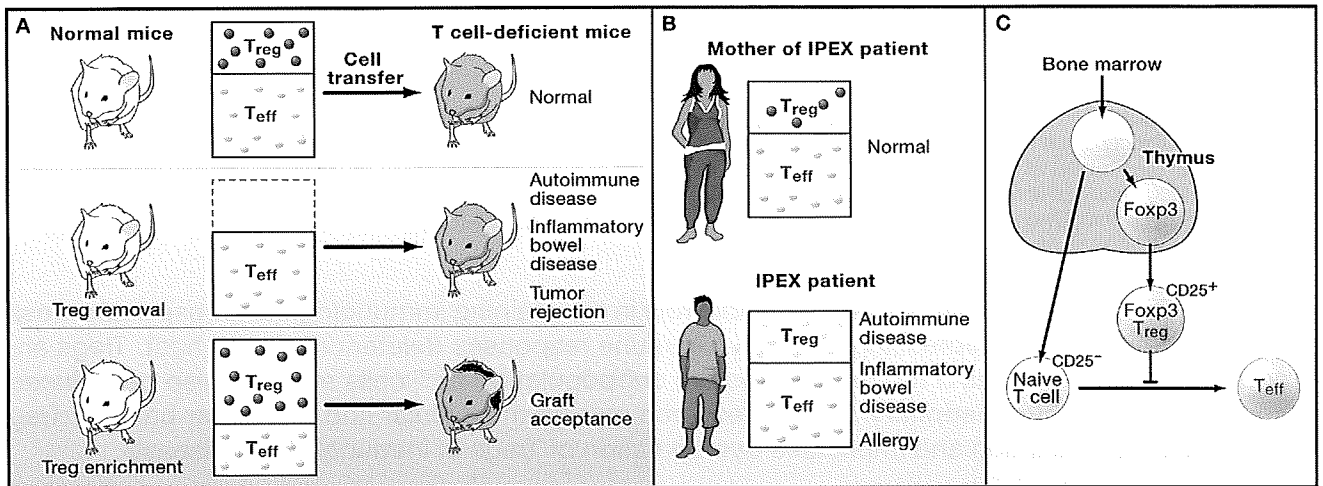 A
Normal mice
Treg
Teff
Cell
transfer
T cell-deficient mice
Normal
Treg removal
Teff
Autoimmune
disease
Inflammatory
bowel
disease
Tumor
rejection
Treg enrichment
Treg
Teff
Graft
acceptance
B
Mother of IPEX patient
Treg
Teff
Normal
IPEX patient
Treg
Teff
Autoimmune
disease
Inflammatory
bowel
disease
Allergy
C
Bone marrow
Thymus
Foxp3
CD25+
Foxp3
Treg
CD25−
Naive
T cell
Teff